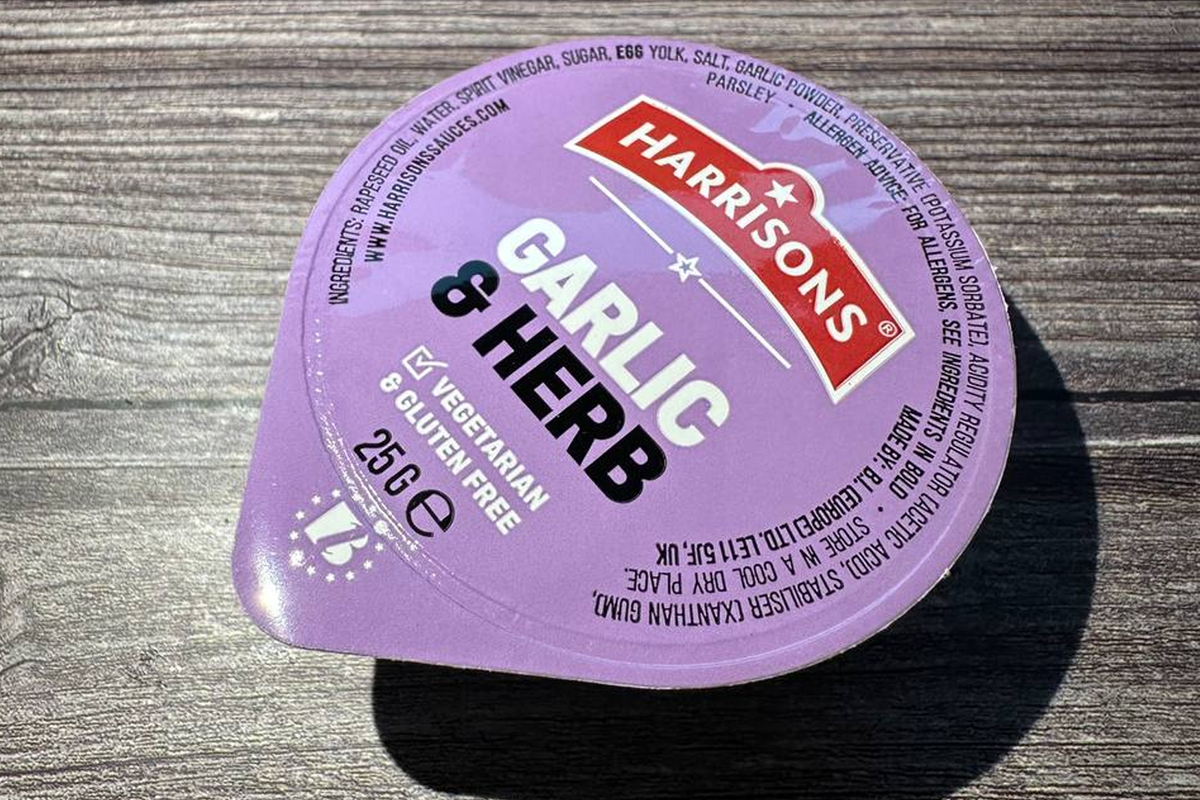 HARRISONS®
GARLIC
& HERB
VEGETARIAN
& GLUTEN FREE
25 G ℮
B
INGREDIENTS: RAPESEED OIL, WATER, SPIRIT VINEGAR, SUGAR, EGG YOLK, SALT, GARLIC POWDER, PRESERVATIVE (POTASSIUM SORBATE), ACIDITY REGULATOR (ACETIC ACID), STABILISER (XANTHAN GUM),
PARSLEY. • ALLERGEN ADVICE: FOR ALLERGENS, SEE INGREDIENTS IN BOLD • STORE IN A COOL DRY PLACE.
WWW.HARRISONSSAUCES.COM
MADE BY: B.I. (EUROPE) LTD. LE11 5JF, UK